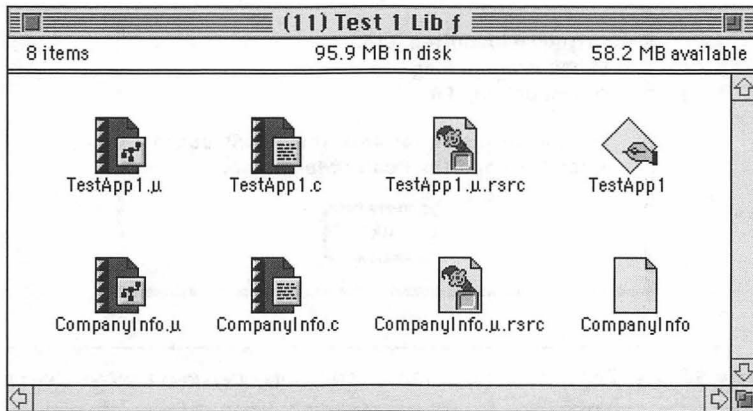 (11) Test 1 Lib ƒ
8 items 95.9 MB in disk 58.2 MB available
TestApp1.µ TestApp1.c TestApp1.µ.rsrc TestApp1
CompanyInfo.µ CompanyInfo.c CompanyInfo.µ.rsrc CompanyInfo